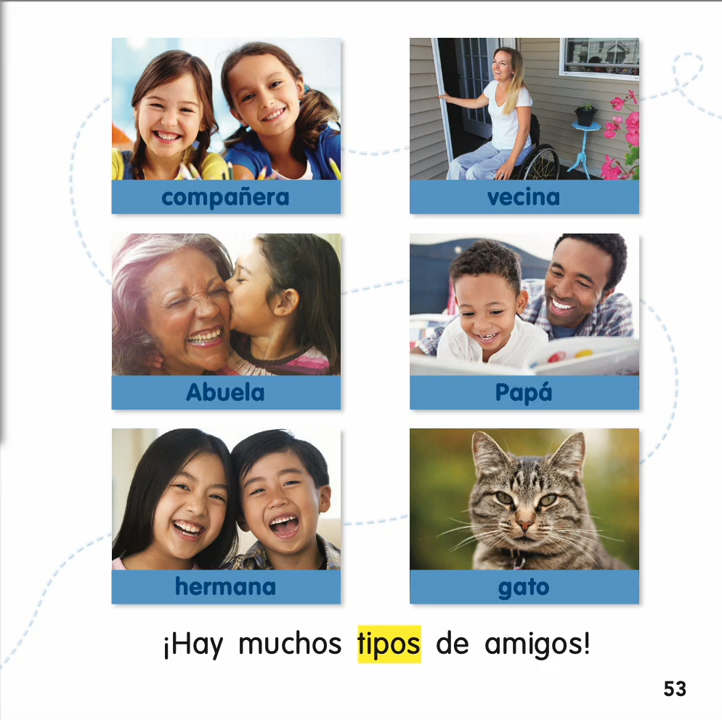 compañera
vecina
Abuela
Papá
hermana
gato
¡Hay muchos tipos de amigos!
53